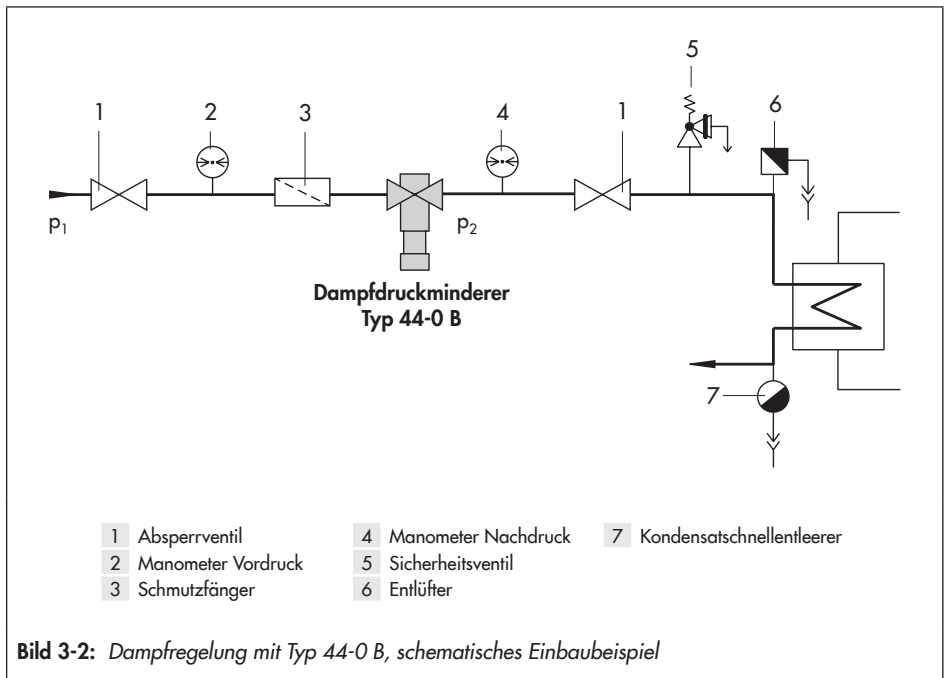 5
1
2
3
4
1
6
p1
p2
Dampfdruckminderer
Typ 44-0 B
7
1 Absperrventil
2 Manometer Vordruck
3 Schmutzfänger
4 Manometer Nachdruck
5 Sicherheitsventil
6 Entlüfter
7 Kondensatschnellentleerer
Bild 3-2: Dampfregelung mit Typ 44-0 B, schematisches Einbaubeispiel